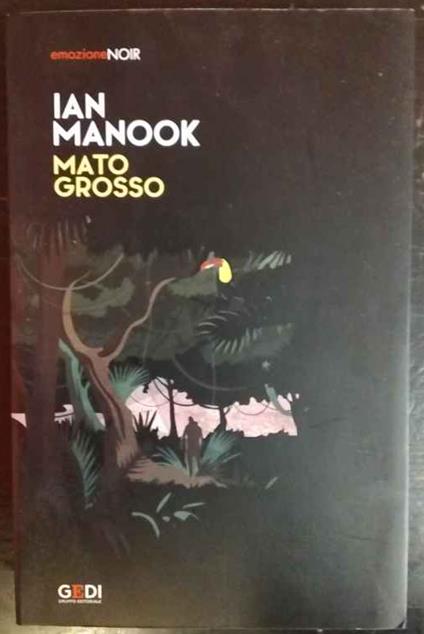 emozioneNOIR
IAN
MANOOK
MATO
GROSSO
GEDI
GRUPPO EDITORIALE